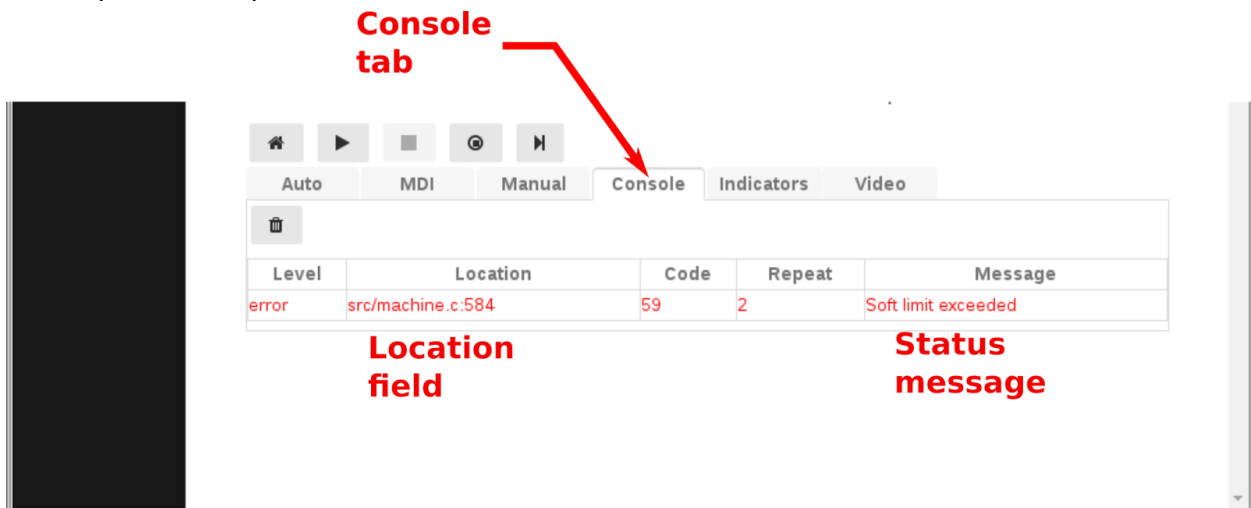 Console
tab
Auto MDI Manual Console Indicators Video
Level Location Code Repeat Message
error src/machine.c:584 59 2 Soft limit exceeded
Location
field
Status
message